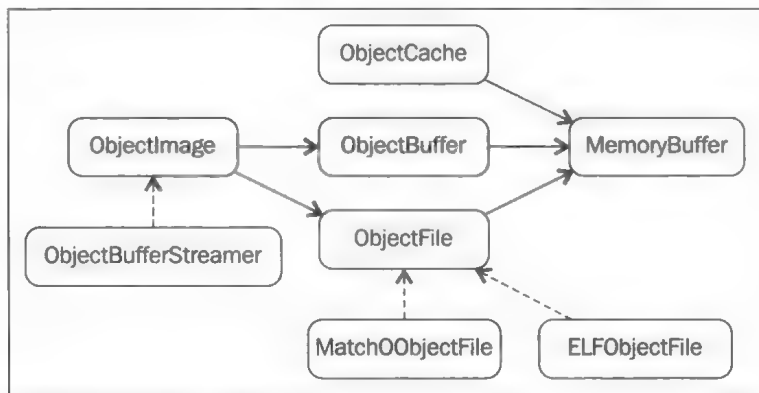 ObjectCache
ObjectImage
ObjectBuffer
MemoryBuffer
ObjectBufferStreamer
ObjectFile
MatchOObjectFile
ELFObjectFile